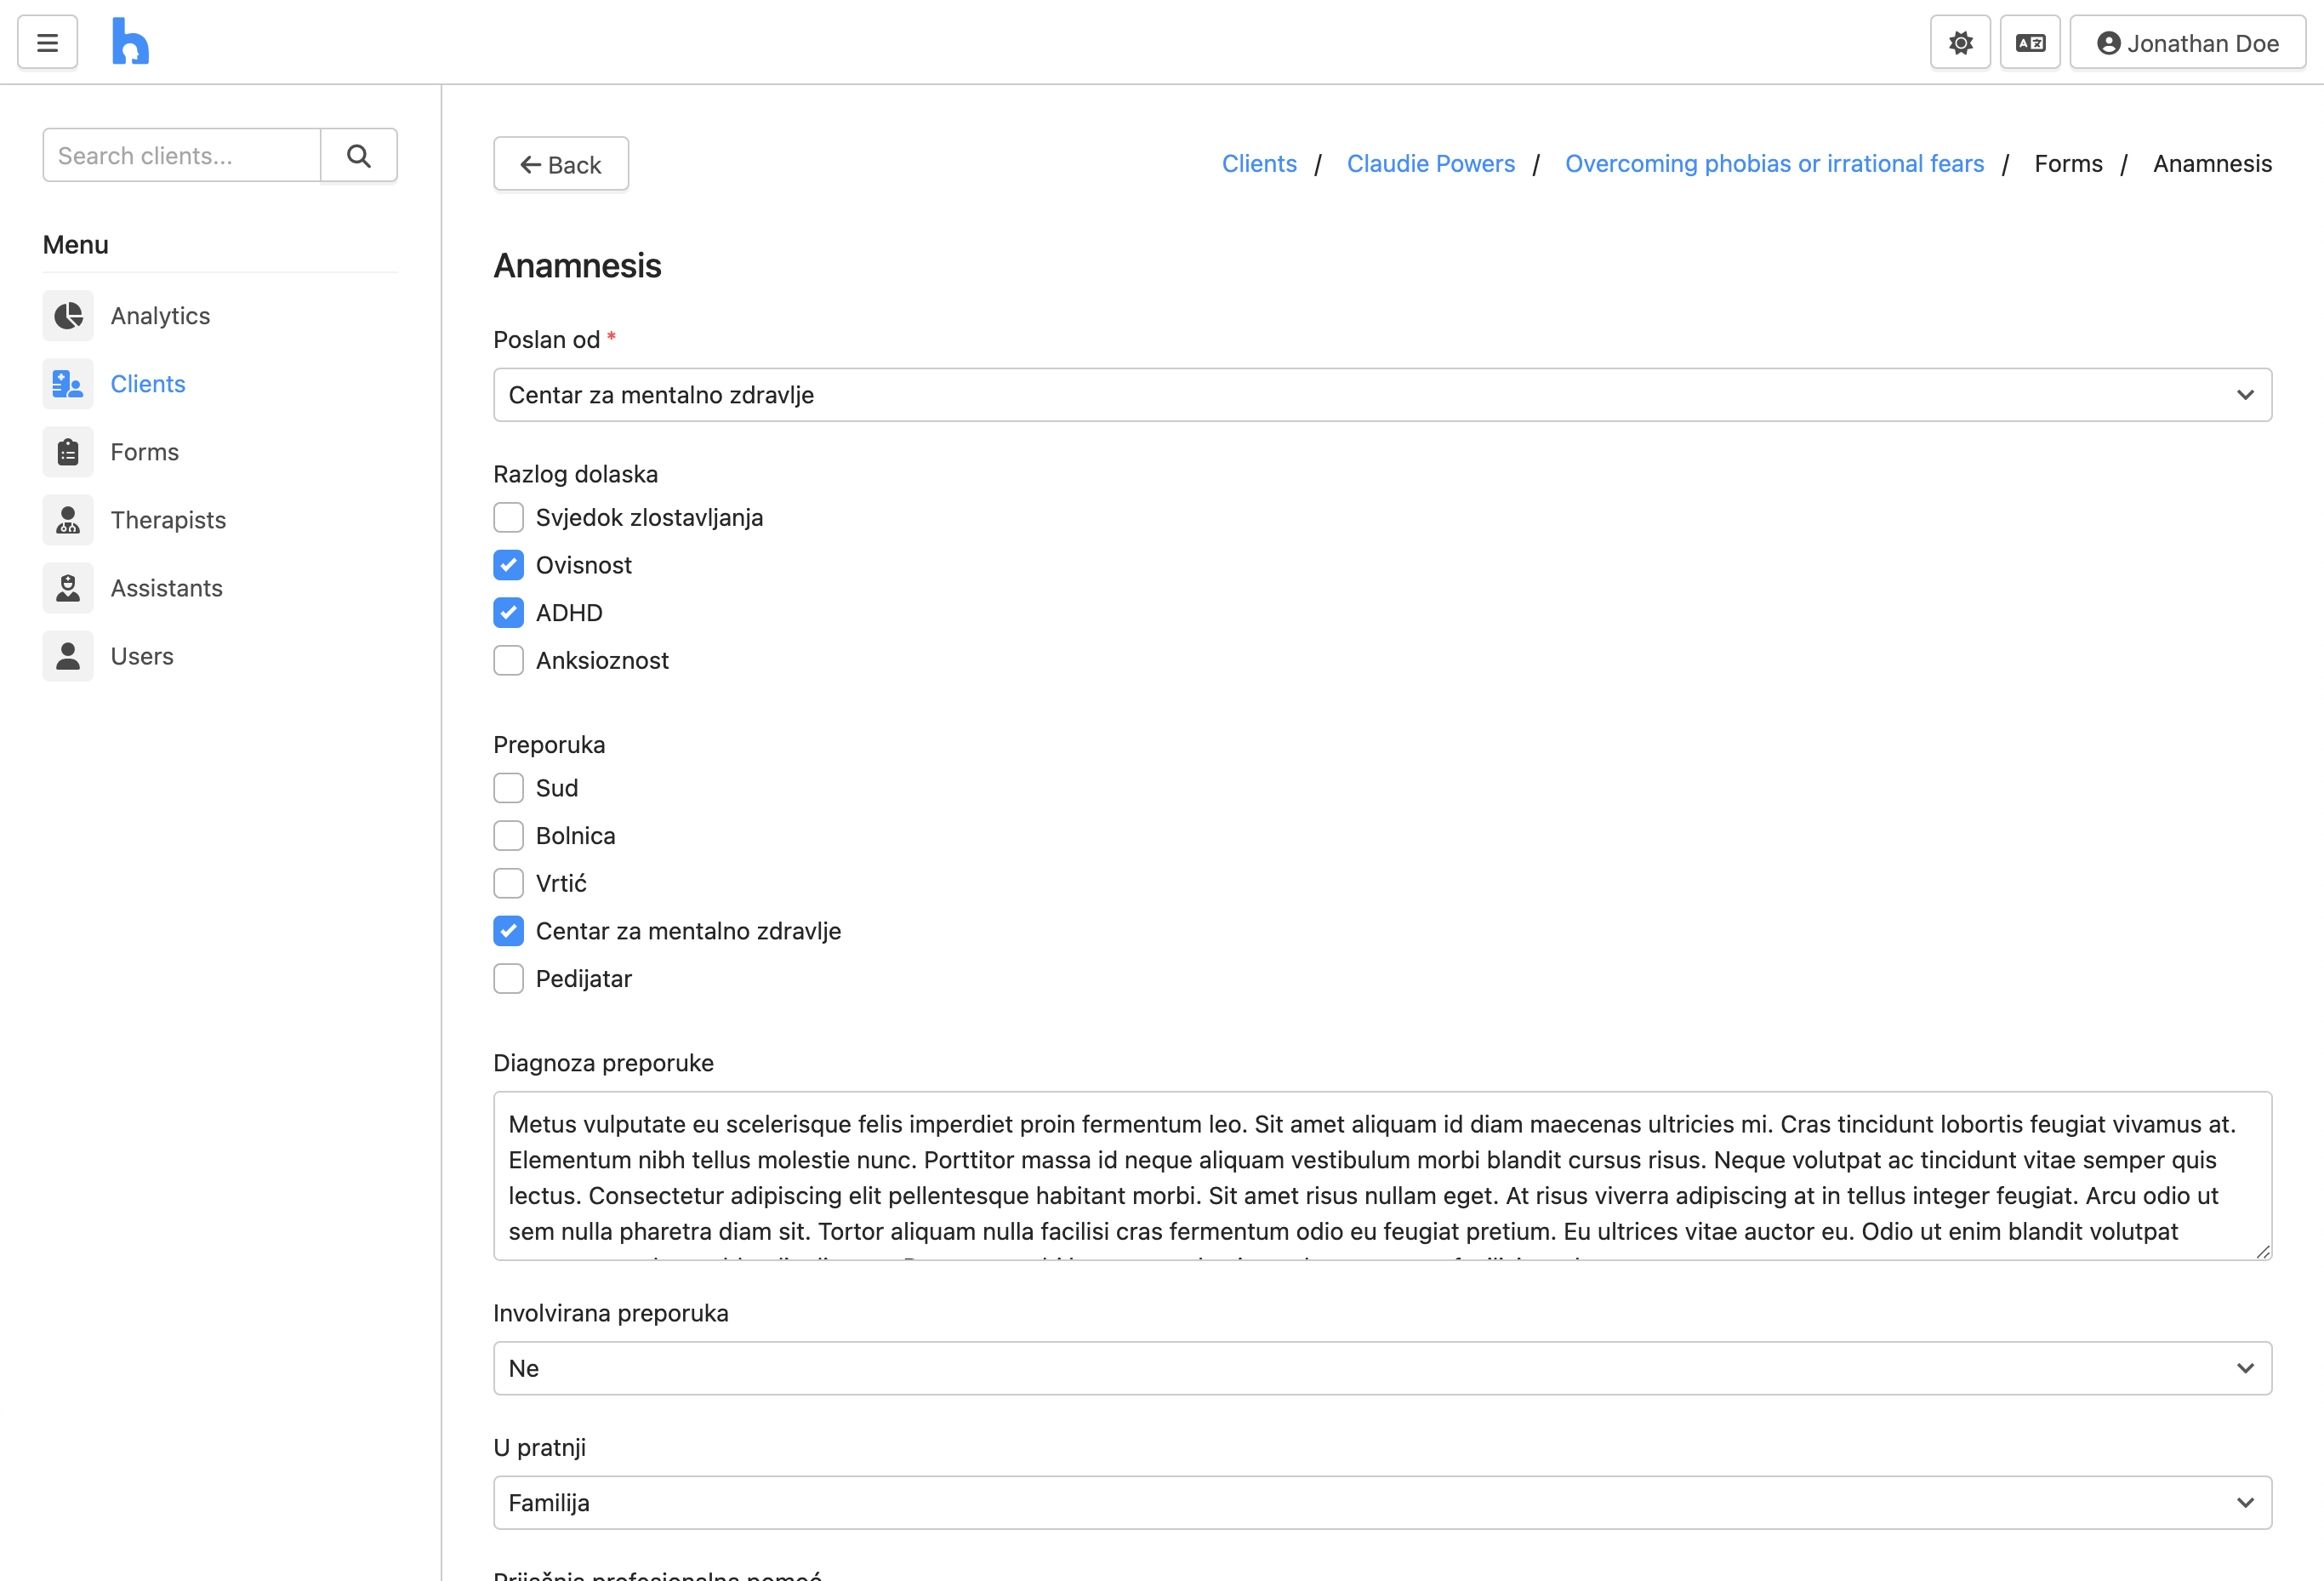 Jonathan Doe
Search clients...
Menu
Analytics
Clients
Forms
Therapists
Assistants
Users
Back
Clients / Claudie Powers / Overcoming phobias or irrational fears / Forms / Anamnesis
Anamnesis
Poslan od *
Centar za mentalno zdravlje
Razlog dolaska
Svjedok zlostavljanja
Ovisnost
ADHD
Anksioznost
Preporuka
Sud
Bolnica
Vrtić
Centar za mentalno zdravlje
Pedijatar
Diagnoza preporuke
Metus vulputate eu scelerisque felis imperdiet proin fermentum leo. Sit amet aliquam id diam maecenas ultricies mi. Cras tincidunt lobortis feugiat vivamus at.
Elementum nibh tellus molestie nunc. Porttitor massa id neque aliquam vestibulum morbi blandit cursus risus. Neque volutpat ac tincidunt vitae semper quis
lectus. Consectetur adipiscing elit pellentesque habitant morbi. Sit amet risus nullam eget. At risus viverra adipiscing at in tellus integer feugiat. Arcu odio ut
sem nulla pharetra diam sit. Tortor aliquam nulla facilisi cras fermentum odio eu feugiat pretium. Eu ultrices vitae auctor eu. Odio ut enim blandit volutpat
Involvirana preporuka
Ne
U pratnji
Familija